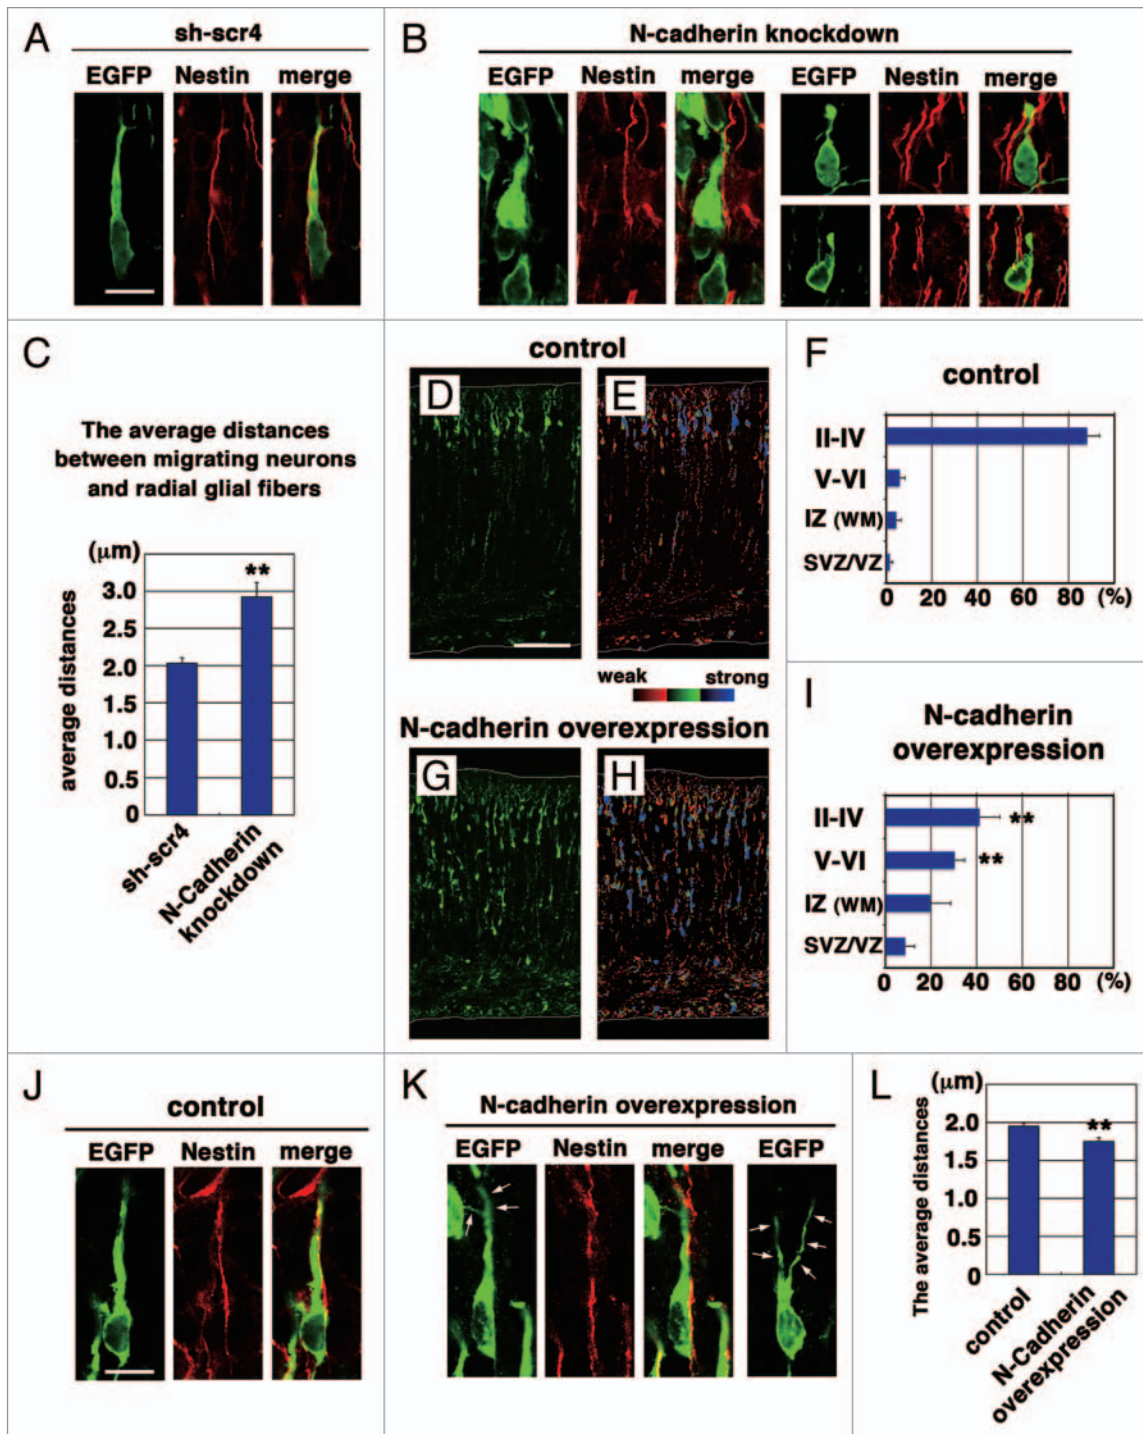 A
sh-scr4
EGFP Nestin merge
B
N-cadherin knockdown
EGFP Nestin merge EGFP Nestin merge
C
The average distances
between migrating neurons
and radial glial fibers
(μm)
**
3.0
2.5
2.0
1.5
1.0
0.5
0
average distances
sh-scr4
N-Cadherin
knockdown
control
D
E
weak strong
N-cadherin overexpression
G
H
F
control
II-IV
V-VI
IZ (WM)
SVZ/VZ
0 20 40 60 80 (%)
I
N-cadherin
overexpression
II-IV **
V-VI **
IZ (WM)
SVZ/VZ
0 20 40 60 80 (%)
J
control
EGFP Nestin merge
K
N-cadherin overexpression
EGFP Nestin merge EGFP
L
(μm)
**
2.0
1.5
1.0
0.5
0
The average distances
control
N-Cadherin
overexpression